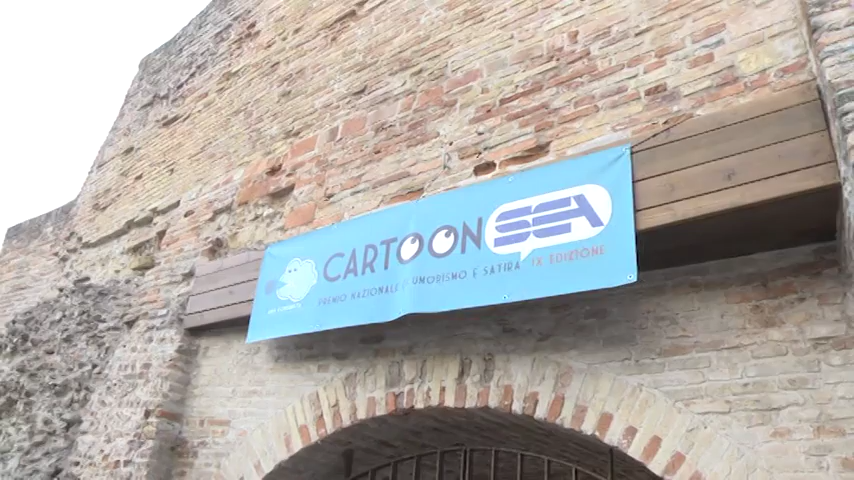 CARTOON SEA
PREMIO NAZIONALE UMORISMO E SATIRA IX EDIZIONE